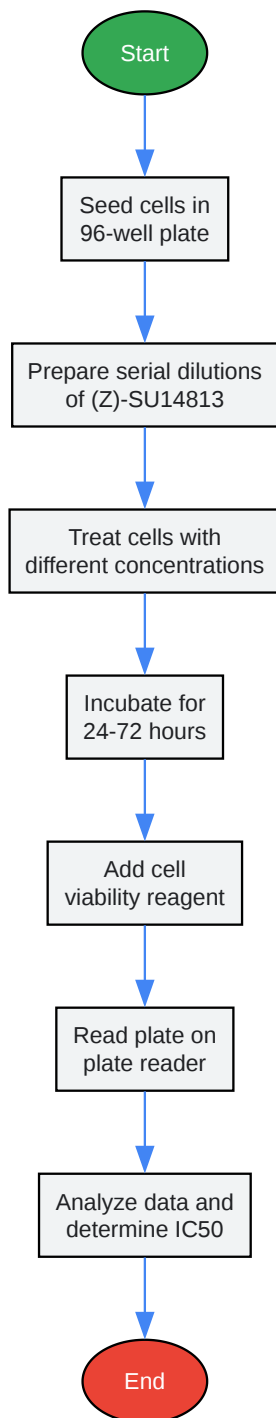 Start
Seed cells in
96-well plate
Prepare serial dilutions
of (Z)-SU14813
Treat cells with
different concentrations
Incubate for
24-72 hours
Add cell
viability reagent
Read plate on
plate reader
Analyze data and
determine IC50
End